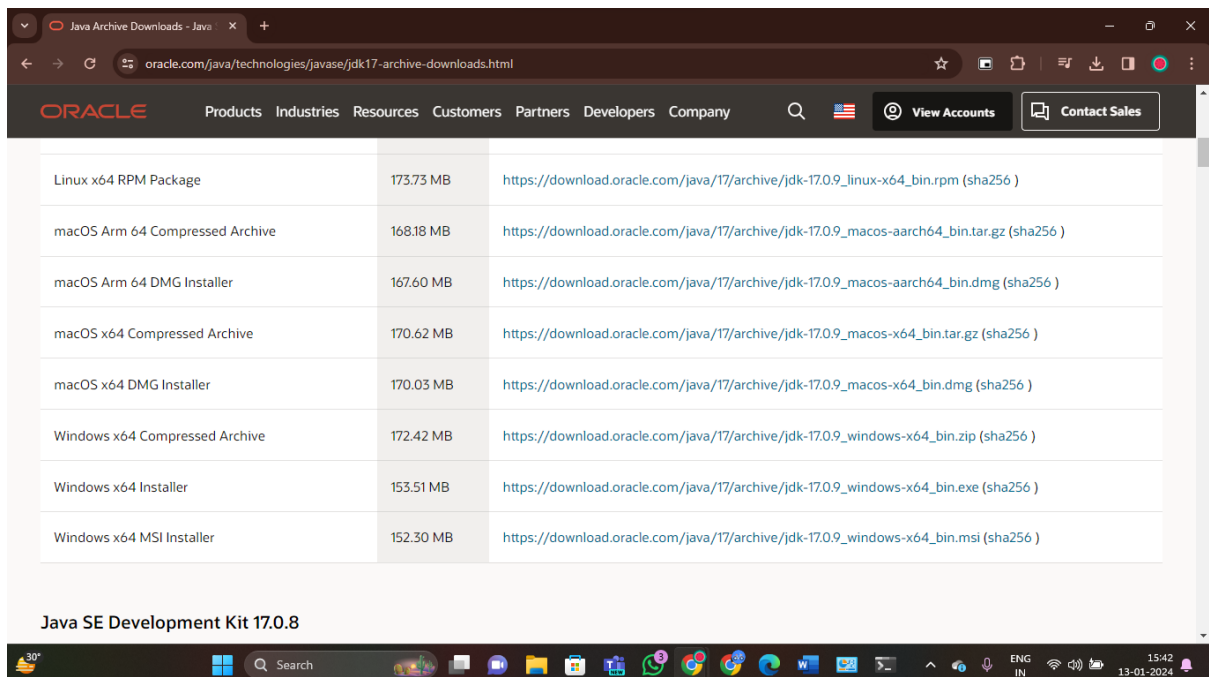 Java Archive Downloads - Java
oracle.com/java/technologies/javase/jdk17-archive-downloads.html
ORACLE Products Industries Resources Customers Partners Developers Company View Accounts Contact Sales
Linux x64 RPM Package 173.73 MB https://download.oracle.com/java/17/archive/jdk-17.0.9_linux-x64_bin.rpm (sha256 )
macOS Arm 64 Compressed Archive 168.18 MB https://download.oracle.com/java/17/archive/jdk-17.0.9_macos-aarch64_bin.tar.gz (sha256 )
macOS Arm 64 DMG Installer 167.60 MB https://download.oracle.com/java/17/archive/jdk-17.0.9_macos-aarch64_bin.dmg (sha256 )
macOS x64 Compressed Archive 170.62 MB https://download.oracle.com/java/17/archive/jdk-17.0.9_macos-x64_bin.tar.gz (sha256 )
macOS x64 DMG Installer 170.03 MB https://download.oracle.com/java/17/archive/jdk-17.0.9_macos-x64_bin.dmg (sha256 )
Windows x64 Compressed Archive 172.42 MB https://download.oracle.com/java/17/archive/jdk-17.0.9_windows-x64_bin.zip (sha256 )
Windows x64 Installer 153.51 MB https://download.oracle.com/java/17/archive/jdk-17.0.9_windows-x64_bin.exe (sha256 )
Windows x64 MSI Installer 152.30 MB https://download.oracle.com/java/17/archive/jdk-17.0.9_windows-x64_bin.msi (sha256 )
Java SE Development Kit 17.0.8
30° Search 3 ENG 15:42
IN 13-01-2024